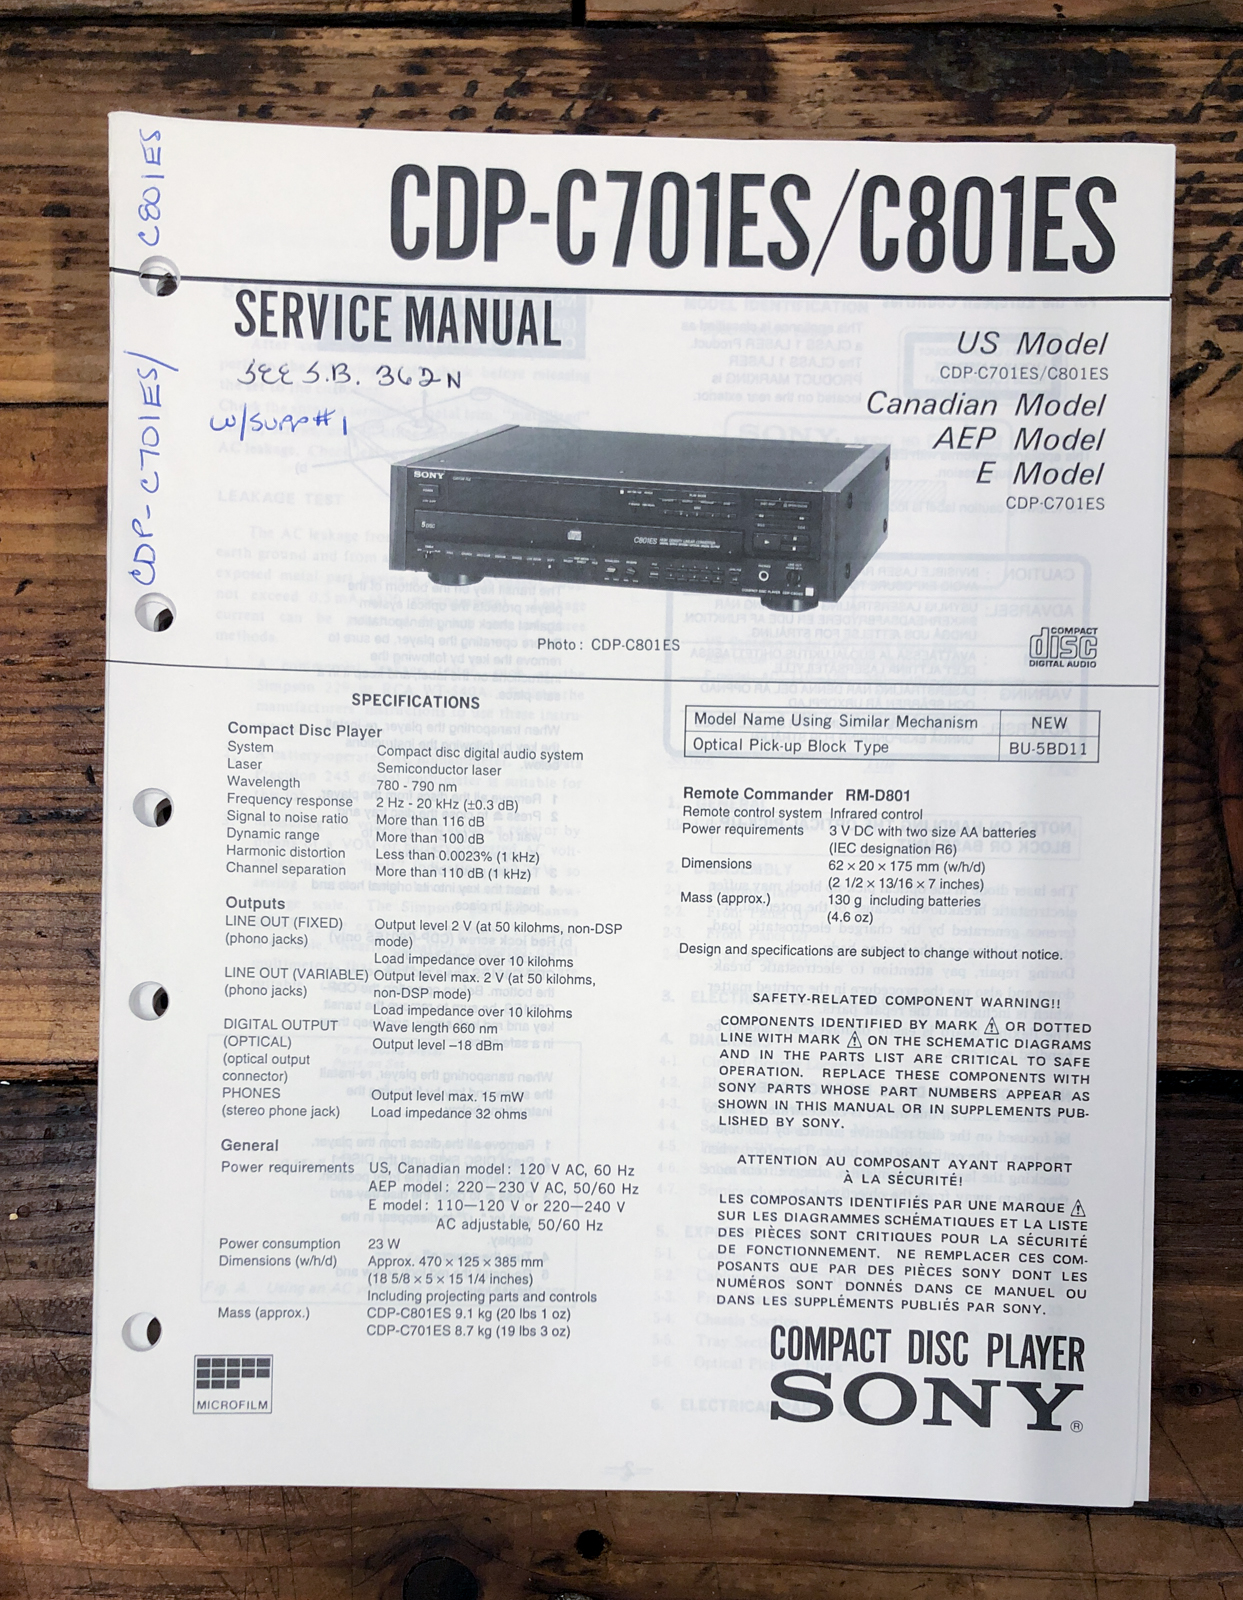 CDP-C701ES/C801ES
SERVICE MANUAL
SEE S.B. 362N
W/SUPP#1
CDP-C701ES/ C801ES
US Model
CDP-C701ES/C801ES
Canadian Model
AEP Model
E Model
CDP-C701ES
SONY
C801ES
Photo : CDP-C801ES
COMPACT
disc
DIGITAL AUDIO
SPECIFICATIONS
Compact Disc Player
System Compact disc digital audio system
Laser Semiconductor laser
Wavelength 780 - 790 nm
Frequency response 2 Hz - 20 kHz (±0.3 dB)
Signal to noise ratio More than 116 dB
Dynamic range More than 100 dB
Harmonic distortion Less than 0.0023% (1 kHz)
Channel separation More than 110 dB (1 kHz)
Outputs
LINE OUT (FIXED) Output level 2 V (at 50 kilohms, non-DSP
(phono jacks) mode)
Load impedance over 10 kilohms
LINE OUT (VARIABLE) Output level max. 2 V (at 50 kilohms,
(phono jacks) non-DSP mode)
Load impedance over 10 kilohms
DIGITAL OUTPUT Wave length 660 nm
(OPTICAL) Output level –18 dBm
(optical output
connector)
PHONES Output level max. 15 mW
(stereo phone jack) Load impedance 32 ohms
General
Power requirements US, Canadian model : 120 V AC, 60 Hz
AEP model : 220–230 V AC, 50/60 Hz
E model : 110–120 V or 220–240 V
AC adjustable, 50/60 Hz
Power consumption 23 W
Dimensions (w/h/d) Approx. 470 × 125 × 385 mm
(18 5/8 × 5 × 15 1/4 inches)
Including projecting parts and controls
Mass (approx.) CDP-C801ES 9.1 kg (20 lbs 1 oz)
CDP-C701ES 8.7 kg (19 lbs 3 oz)
MICROFILM
Model Name Using Similar Mechanism NEW
Optical Pick-up Block Type BU-5BD11
Remote Commander RM-D801
Remote control system Infrared control
Power requirements 3 V DC with two size AA batteries
(IEC designation R6)
Dimensions 62 × 20 × 175 mm (w/h/d)
(2 1/2 × 13/16 × 7 inches)
Mass (approx.) 130 g including batteries
(4.6 oz)
Design and specifications are subject to change without notice.
SAFETY-RELATED COMPONENT WARNING!!
COMPONENTS IDENTIFIED BY MARK ⚠ OR DOTTED
LINE WITH MARK ⚠ ON THE SCHEMATIC DIAGRAMS
AND IN THE PARTS LIST ARE CRITICAL TO SAFE
OPERATION. REPLACE THESE COMPONENTS WITH
SONY PARTS WHOSE PART NUMBERS APPEAR AS
SHOWN IN THIS MANUAL OR IN SUPPLEMENTS PUB-
LISHED BY SONY.
ATTENTION AU COMPOSANT AYANT RAPPORT
À LA SÉCURITÉ!
LES COMPOSANTS IDENTIFIÉS PAR UNE MARQUE ⚠
SUR LES DIAGRAMMES SCHÉMATIQUES ET LA LISTE
DES PIÈCES SONT CRITIQUES POUR LA SÉCURITÉ
DE FONCTIONNEMENT. NE REMPLACER CES COM-
POSANTS QUE PAR DES PIÈCES SONY DONT LES
NUMÉROS SONT DONNÉS DANS CE MANUEL OU
DANS LES SUPPLÉMENTS PUBLIÉS PAR SONY.
COMPACT DISC PLAYER
SONY®